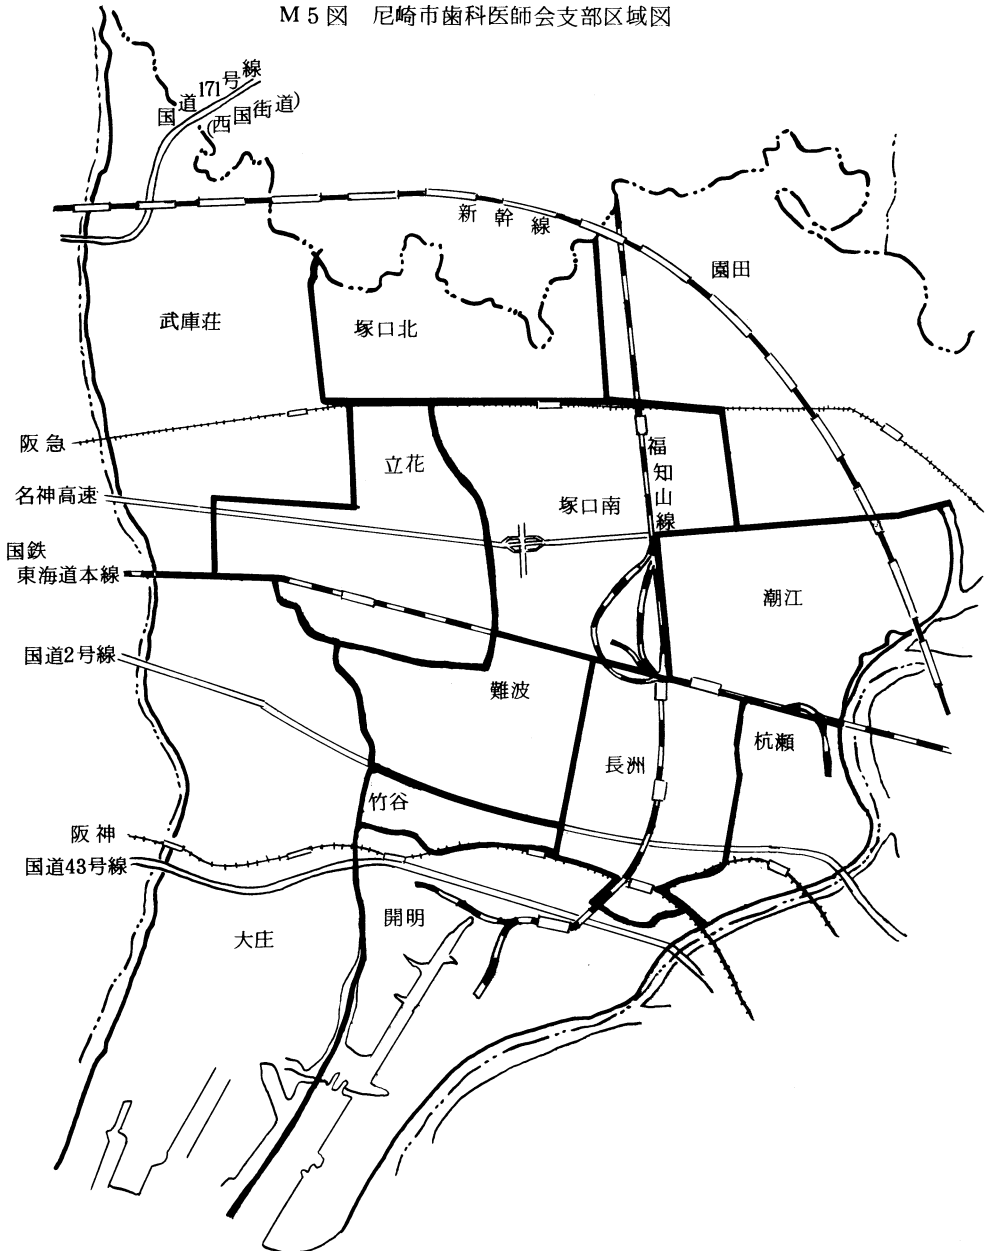 M5図 尼崎市歯科医師会支部区域図
国道171号線
(西国街道)
新幹線
園田
武庫荘
塚口北
阪急
立花
福知山線
名神高速
塚口南
国鉄
東海道本線
潮江
国道2号線
難波
杭瀬
長洲
竹谷
阪神
国道43号線
開明
大庄